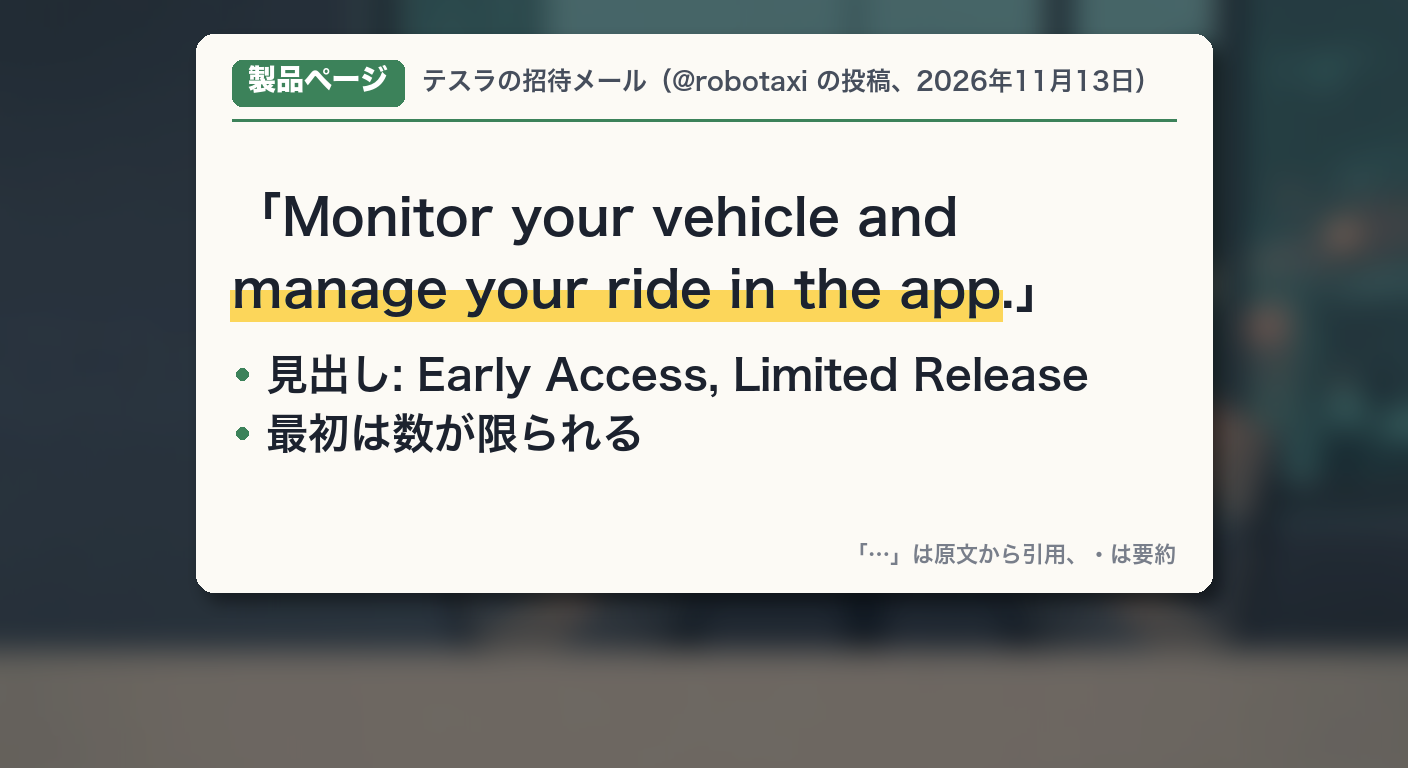 製品ページ テスラの招待メール（@robotaxi の投稿、2026年11月13日）
「Monitor your vehicle and
manage your ride in the app.」
• 見出し: Early Access, Limited Release
• 最初は数が限られる
「…」は原文から引用、・は要約